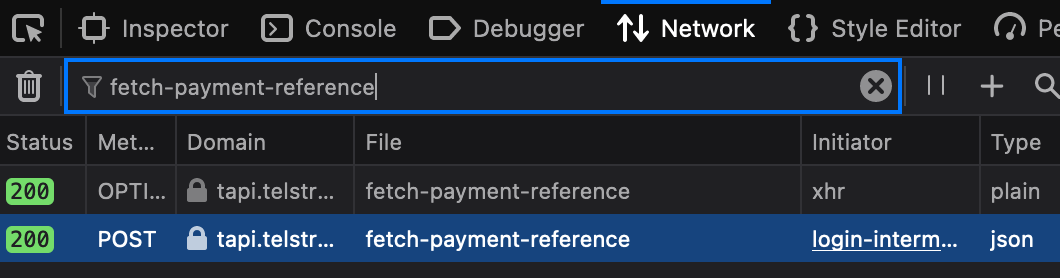 Inspector Console Debugger Network Style Editor Pe
fetch-payment-reference
Status Met... Domain File Initiator Type
200 OPTI... tapi.telstr... fetch-payment-reference xhr plain
200 POST tapi.telstr... fetch-payment-reference login-interm... json